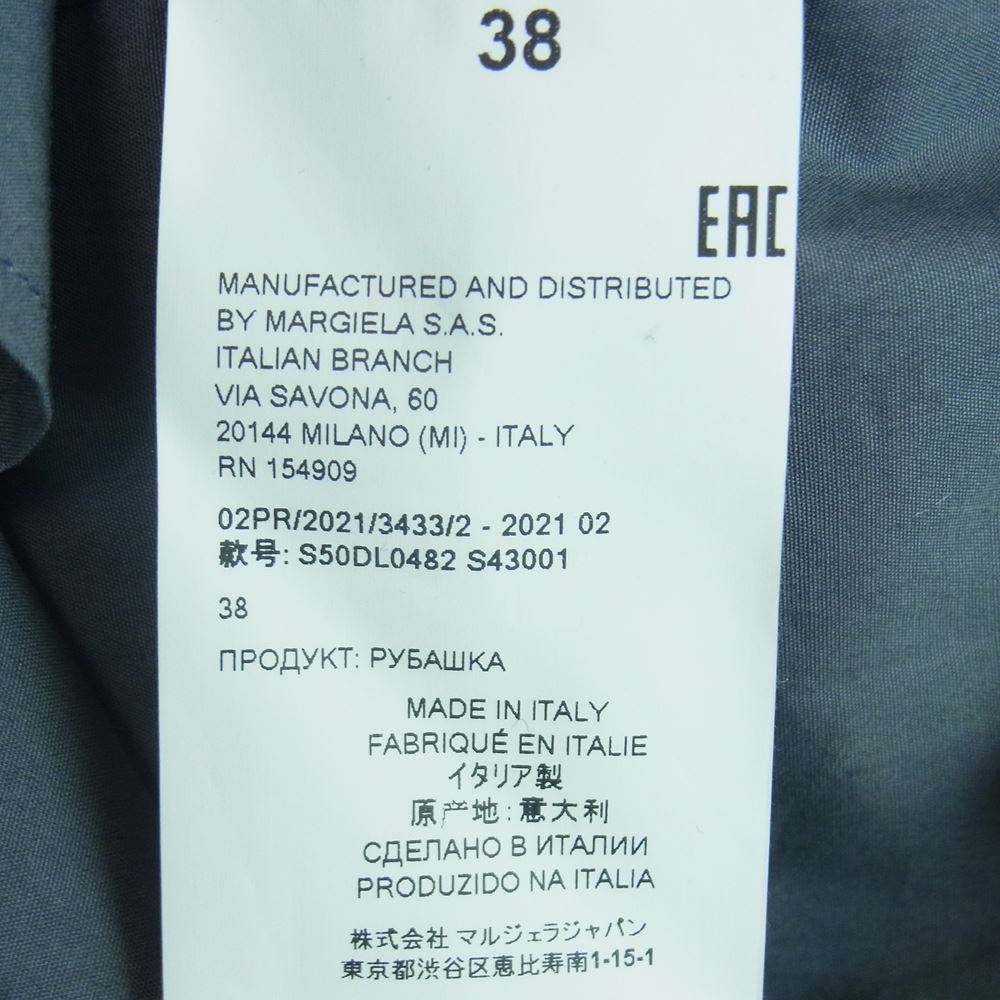 38
EAC
MANUFACTURED AND DISTRIBUTED
BY MARGIELA S.A.S.
ITALIAN BRANCH
VIA SAVONA, 60
20144 MILANO (MI) - ITALY
RN 154909
02PR/2021/3433/2 - 2021 02
款号: S50DL0482 S43001
38
ПРОДУКТ: РУБАШКА
MADE IN ITALY
FABRIQUÉ EN ITALIE
イタリア製
原产地: 意大利
СДЕЛАНО В ИТАЛИИ
PRODUZIDO NA ITALIA
株式会社 マルジェラジャパン
東京都渋谷区恵比寿南1-15-1